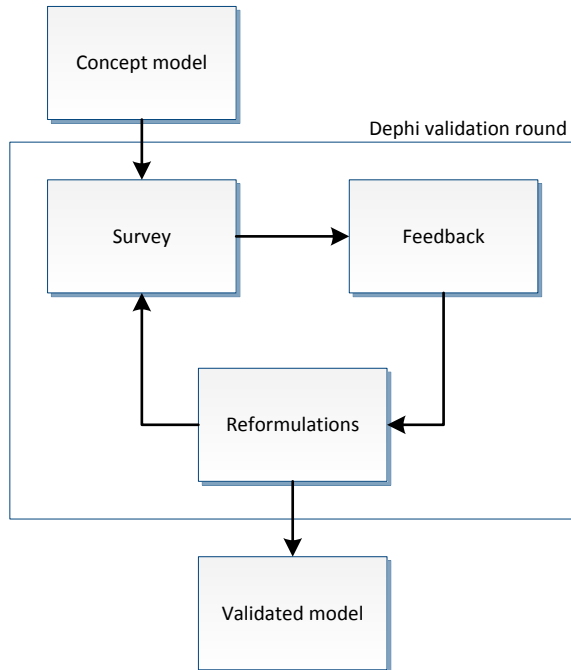 Concept model
Dephi validation round
Survey
Feedback
Reformulations
Validated model